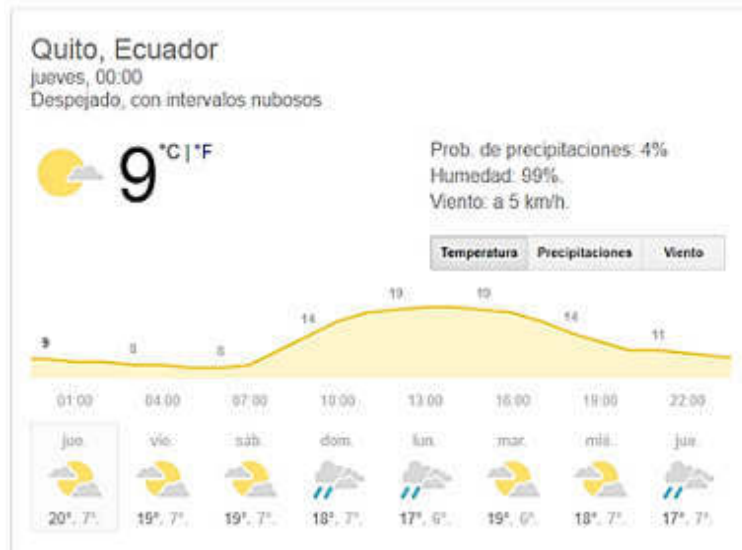 Quito, Ecuador
jueves, 00:00
Despejado, con intervalos nubosos
9 °C | °F
Prob. de precipitaciones: 4%
Humedad: 99%.
Viento: a 5 km/h.
Temperatura Precipitaciones Viento
9 8 8 14 19 19 14 11
01:00 04:00 07:00 10:00 13:00 16:00 19:00 22:00
jue. vie. sáb. dom. lun. mar. mié. jue.
20°. 7°. 19°. 7°. 19°. 7°. 18°. 7°. 17°. 6°. 19°. 6°. 18°. 7°. 17°. 7°.